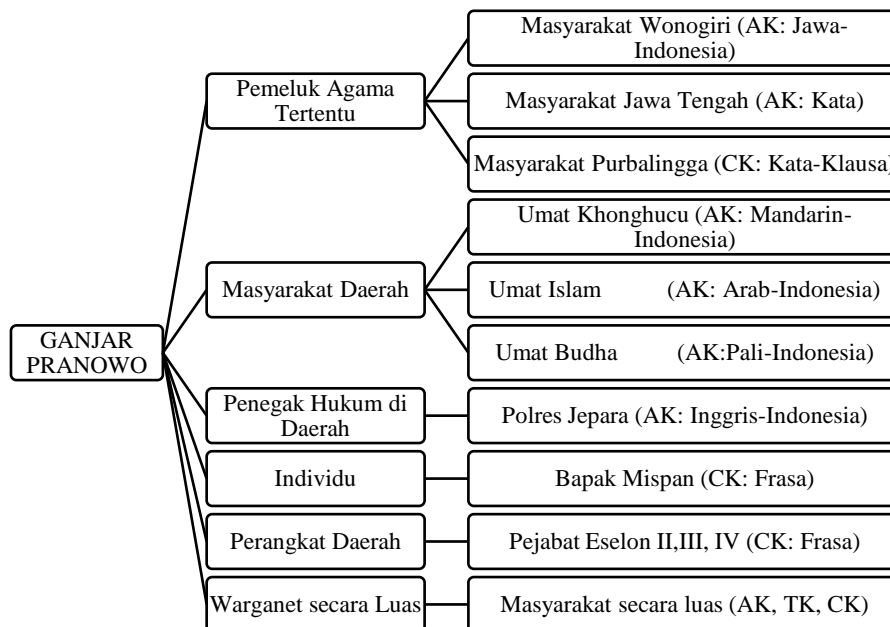 GANJAR
PRANOWO
Pemeluk Agama
Tertentu
Masyarakat Wonogiri (AK: Jawa-
Indonesia)
Masyarakat Jawa Tengah (AK: Kata)
Masyarakat Purbalingga (CK: Kata-Klausa)
Masyarakat Daerah
Umat Khonghucu (AK: Mandarin-
Indonesia)
Umat Islam (AK: Arab-Indonesia)
Umat Budha (AK:Pali-Indonesia)
Penegak Hukum di
Daerah
Polres Jepara (AK: Inggris-Indonesia)
Individu
Bapak Mispan (CK: Frasa)
Perangkat Daerah
Pejabat Eselon II,III, IV (CK: Frasa)
Warganet secara Luas
Masyarakat secara luas (AK, TK, CK)